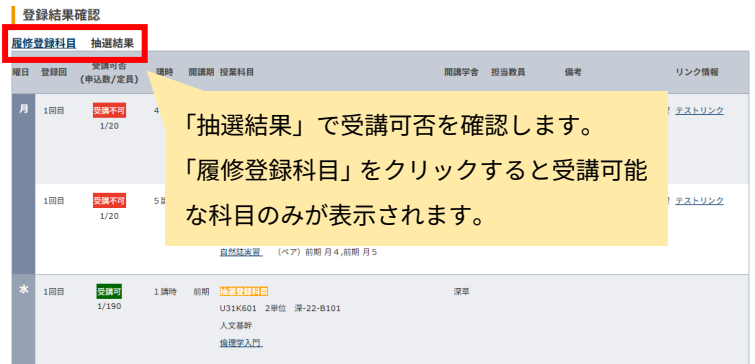 登録結果確認
履修登録科目 抽選結果
曜日 登録回 受講可否 講時 開講期 授業科目 開講学舎 担当教員 備考 リンク情報
(申込数/定員)
月 1回目 受講不可 4 テストリンク
1/20
「抽選結果」で受講可否を確認します。
「履修登録科目」をクリックすると受講可能
な科目のみが表示されます。
1回目 受講不可 5 テストリンク
1/20
自然誌実習 (ペア) 前期 月4,前期 月5
水 1回目 受講可 1講時 前期 抽選登録科目 深草
1/190
U31K601 2単位 深-22-B101
人文基幹
倫理学入門